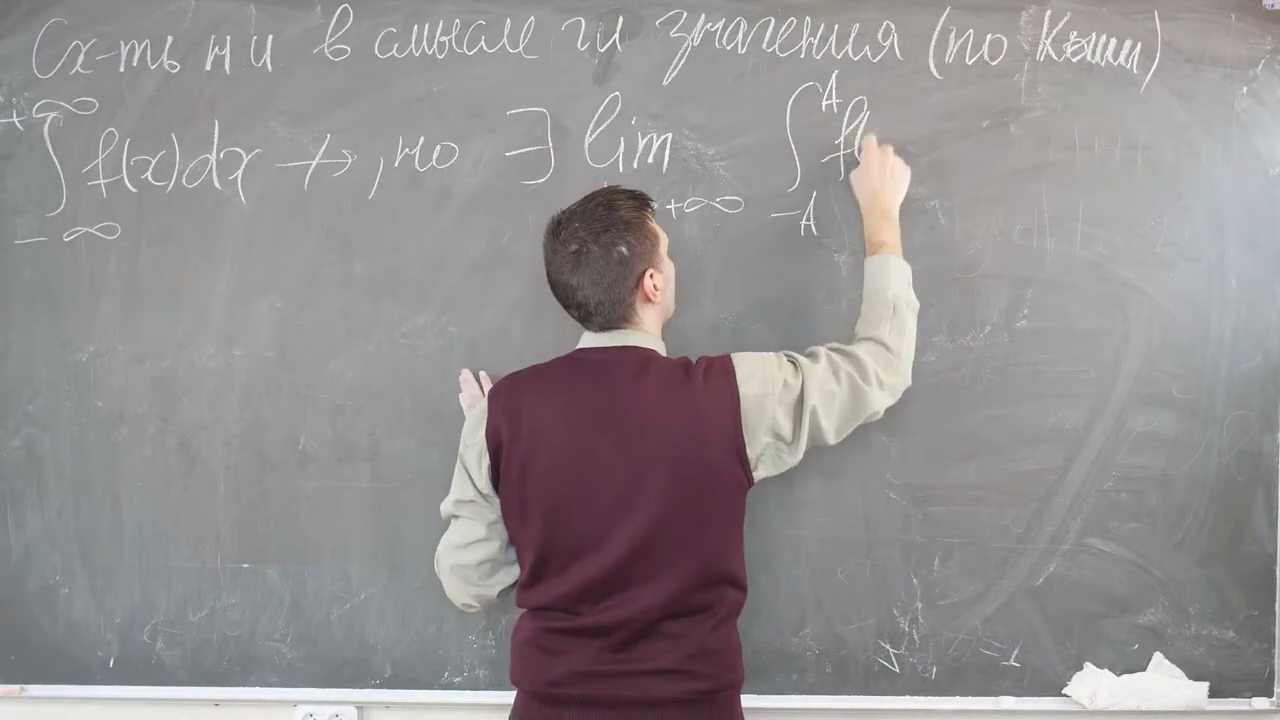 Сх-ть н и в смысле гл значения (по Коши)
+∞ ∫ −∞ f(x)dx ↛, но ∃ lim +∞ ∫ A −A f(